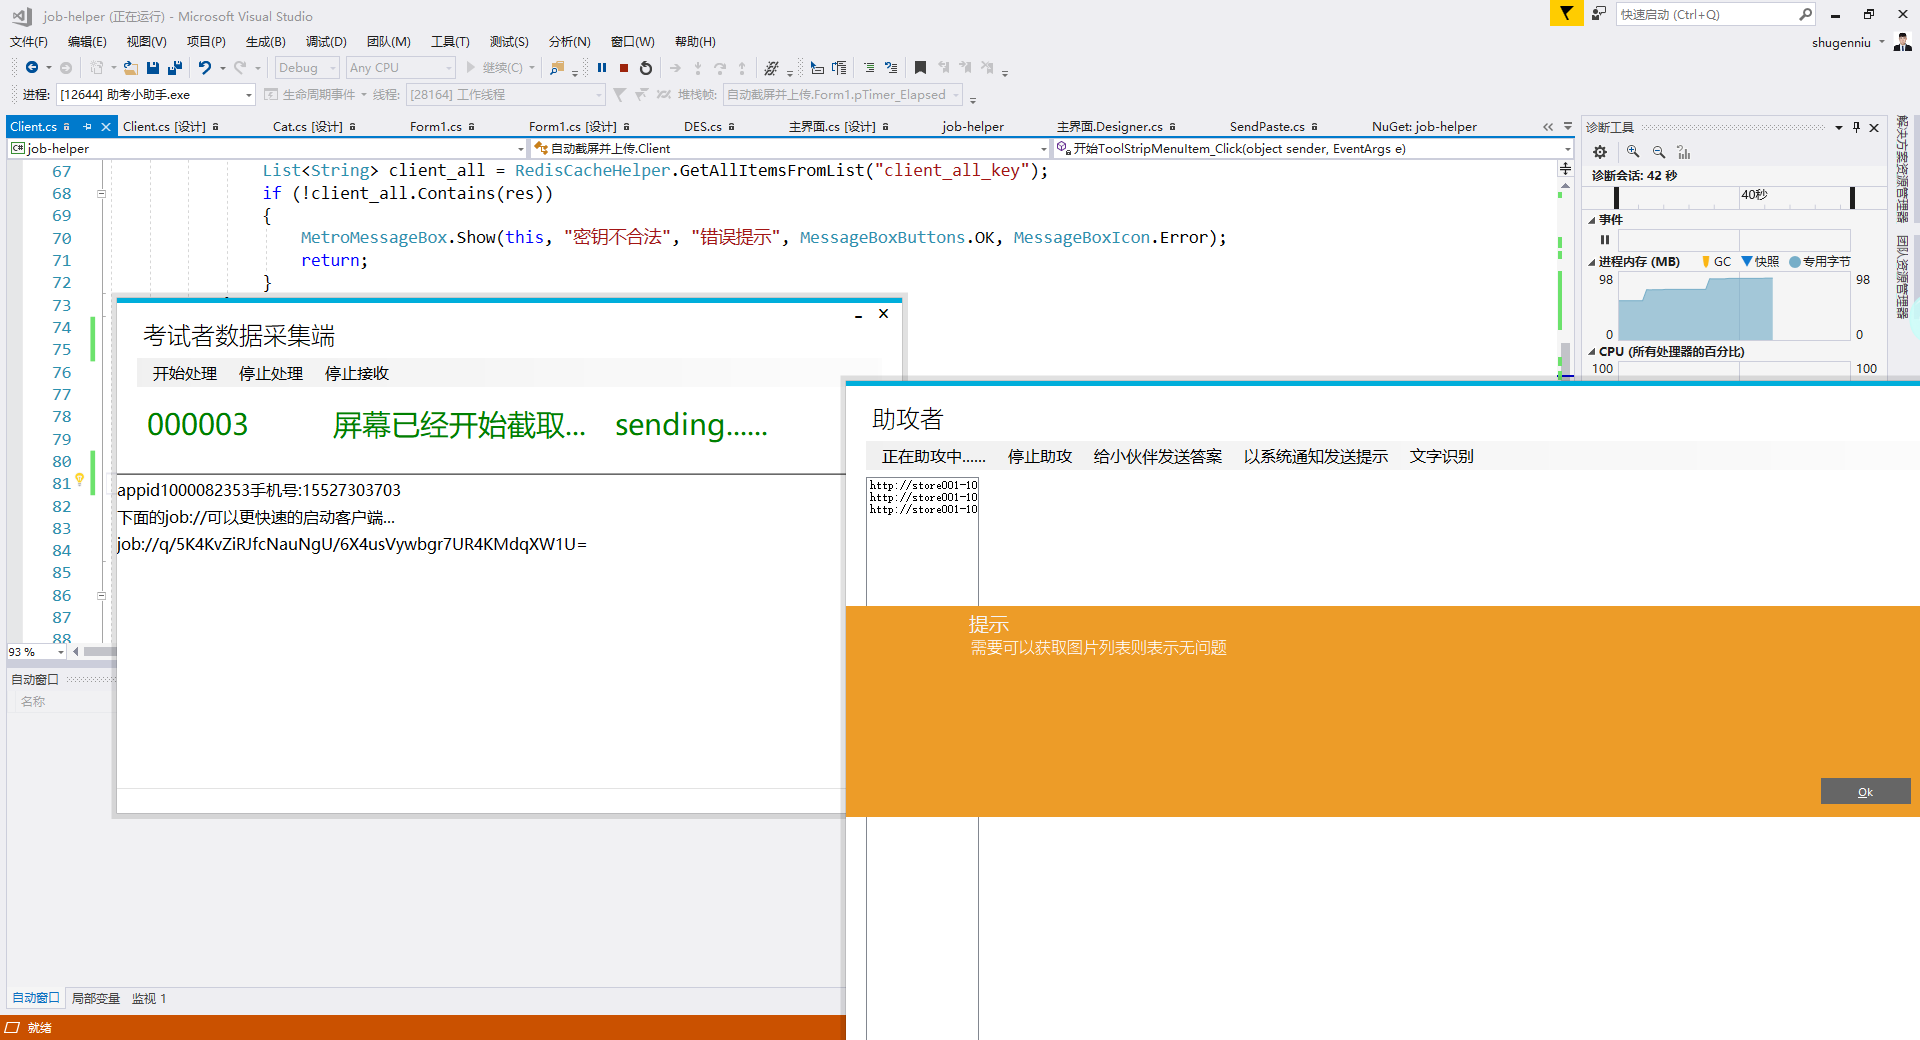 job-helper (正在运行) - Microsoft Visual Studio
快速启动 (Ctrl+Q)
文件(F) 编辑(E) 视图(V) 项目(P) 生成(B) 调试(D) 团队(M) 工具(T) 测试(S) 分析(N) 窗口(W) 帮助(H)
shugenniu
Debug Any CPU 继续(C)
进程: [12644] 助考小助手.exe 生命周期事件 线程: [28164] 工作线程 堆栈帧: 自动截屏并上传.Form1.pTimer_Elapsed
Client.cs Client.cs [设计] Cat.cs [设计] Form1.cs Form1.cs [设计] DES.cs 主界面.cs [设计] job-helper 主界面.Designer.cs SendPaste.cs NuGet: job-helper
job-helper 自动截屏并上传.Client 开始ToolStripMenuItem_Click(object sender, EventArgs e)
67 List<String> client_all = RedisCacheHelper.GetAllItemsFromList("client_all_key");
68 if (!client_all.Contains(res))
69 {
70 MetroMessageBox.Show(this, "密钥不合法", "错误提示", MessageBoxButtons.OK, MessageBoxIcon.Error);
71 return;
72 }
73
74
75
76
77
78
79
80
81
82
83
84
85
86
87
88
93 %
自动窗口
名称
自动窗口 局部变量 监视 1
就绪
考试者数据采集端
开始处理 停止处理 停止接收
000003 屏幕已经开始截取... sending......
appid1000082353手机号:15527303703
下面的job://可以更快速的启动客户端...
job://q/5K4KvZiRJfcNauNgU/6X4usVywbgr7UR4KMdqXW1U=
助攻者
正在助攻中...... 停止助攻 给小伙伴发送答案 以系统通知发送提示 文字识别
http://store001-10
http://store001-10
http://store001-10
提示
需要可以获取图片列表则表示无问题
Ok
诊断工具
诊断会话: 42 秒
40秒
事件
进程内存 (MB) GC 快照 专用字节
98 98
0 0
CPU (所有处理器的百分比)
100 100
解决方案资源管理器
团队资源管理器